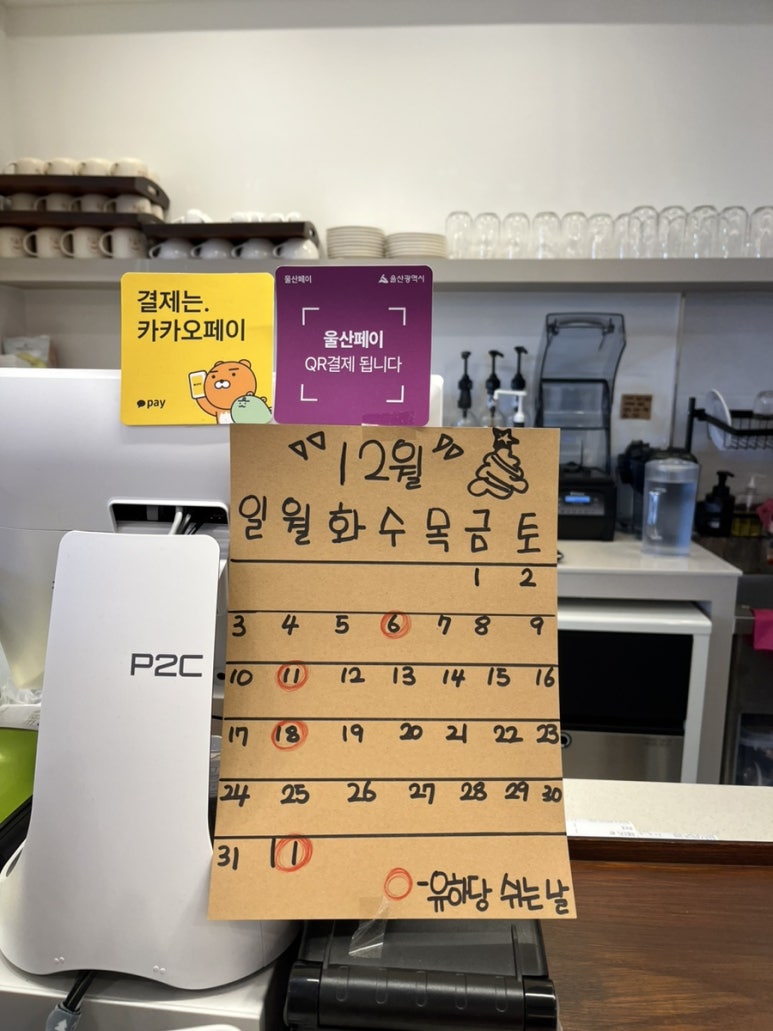 결제는.
카카오페이
pay
울산페이
울산광역시
울산페이
QR결제 됩니다
12월
일 월 화 수 목 금 토
1 2
3 4 5 6 7 8 9
10 11 12 13 14 15 16
17 18 19 20 21 22 23
24 25 26 27 28 29 30
31 1 1
-유하당 쉬는날
P2C